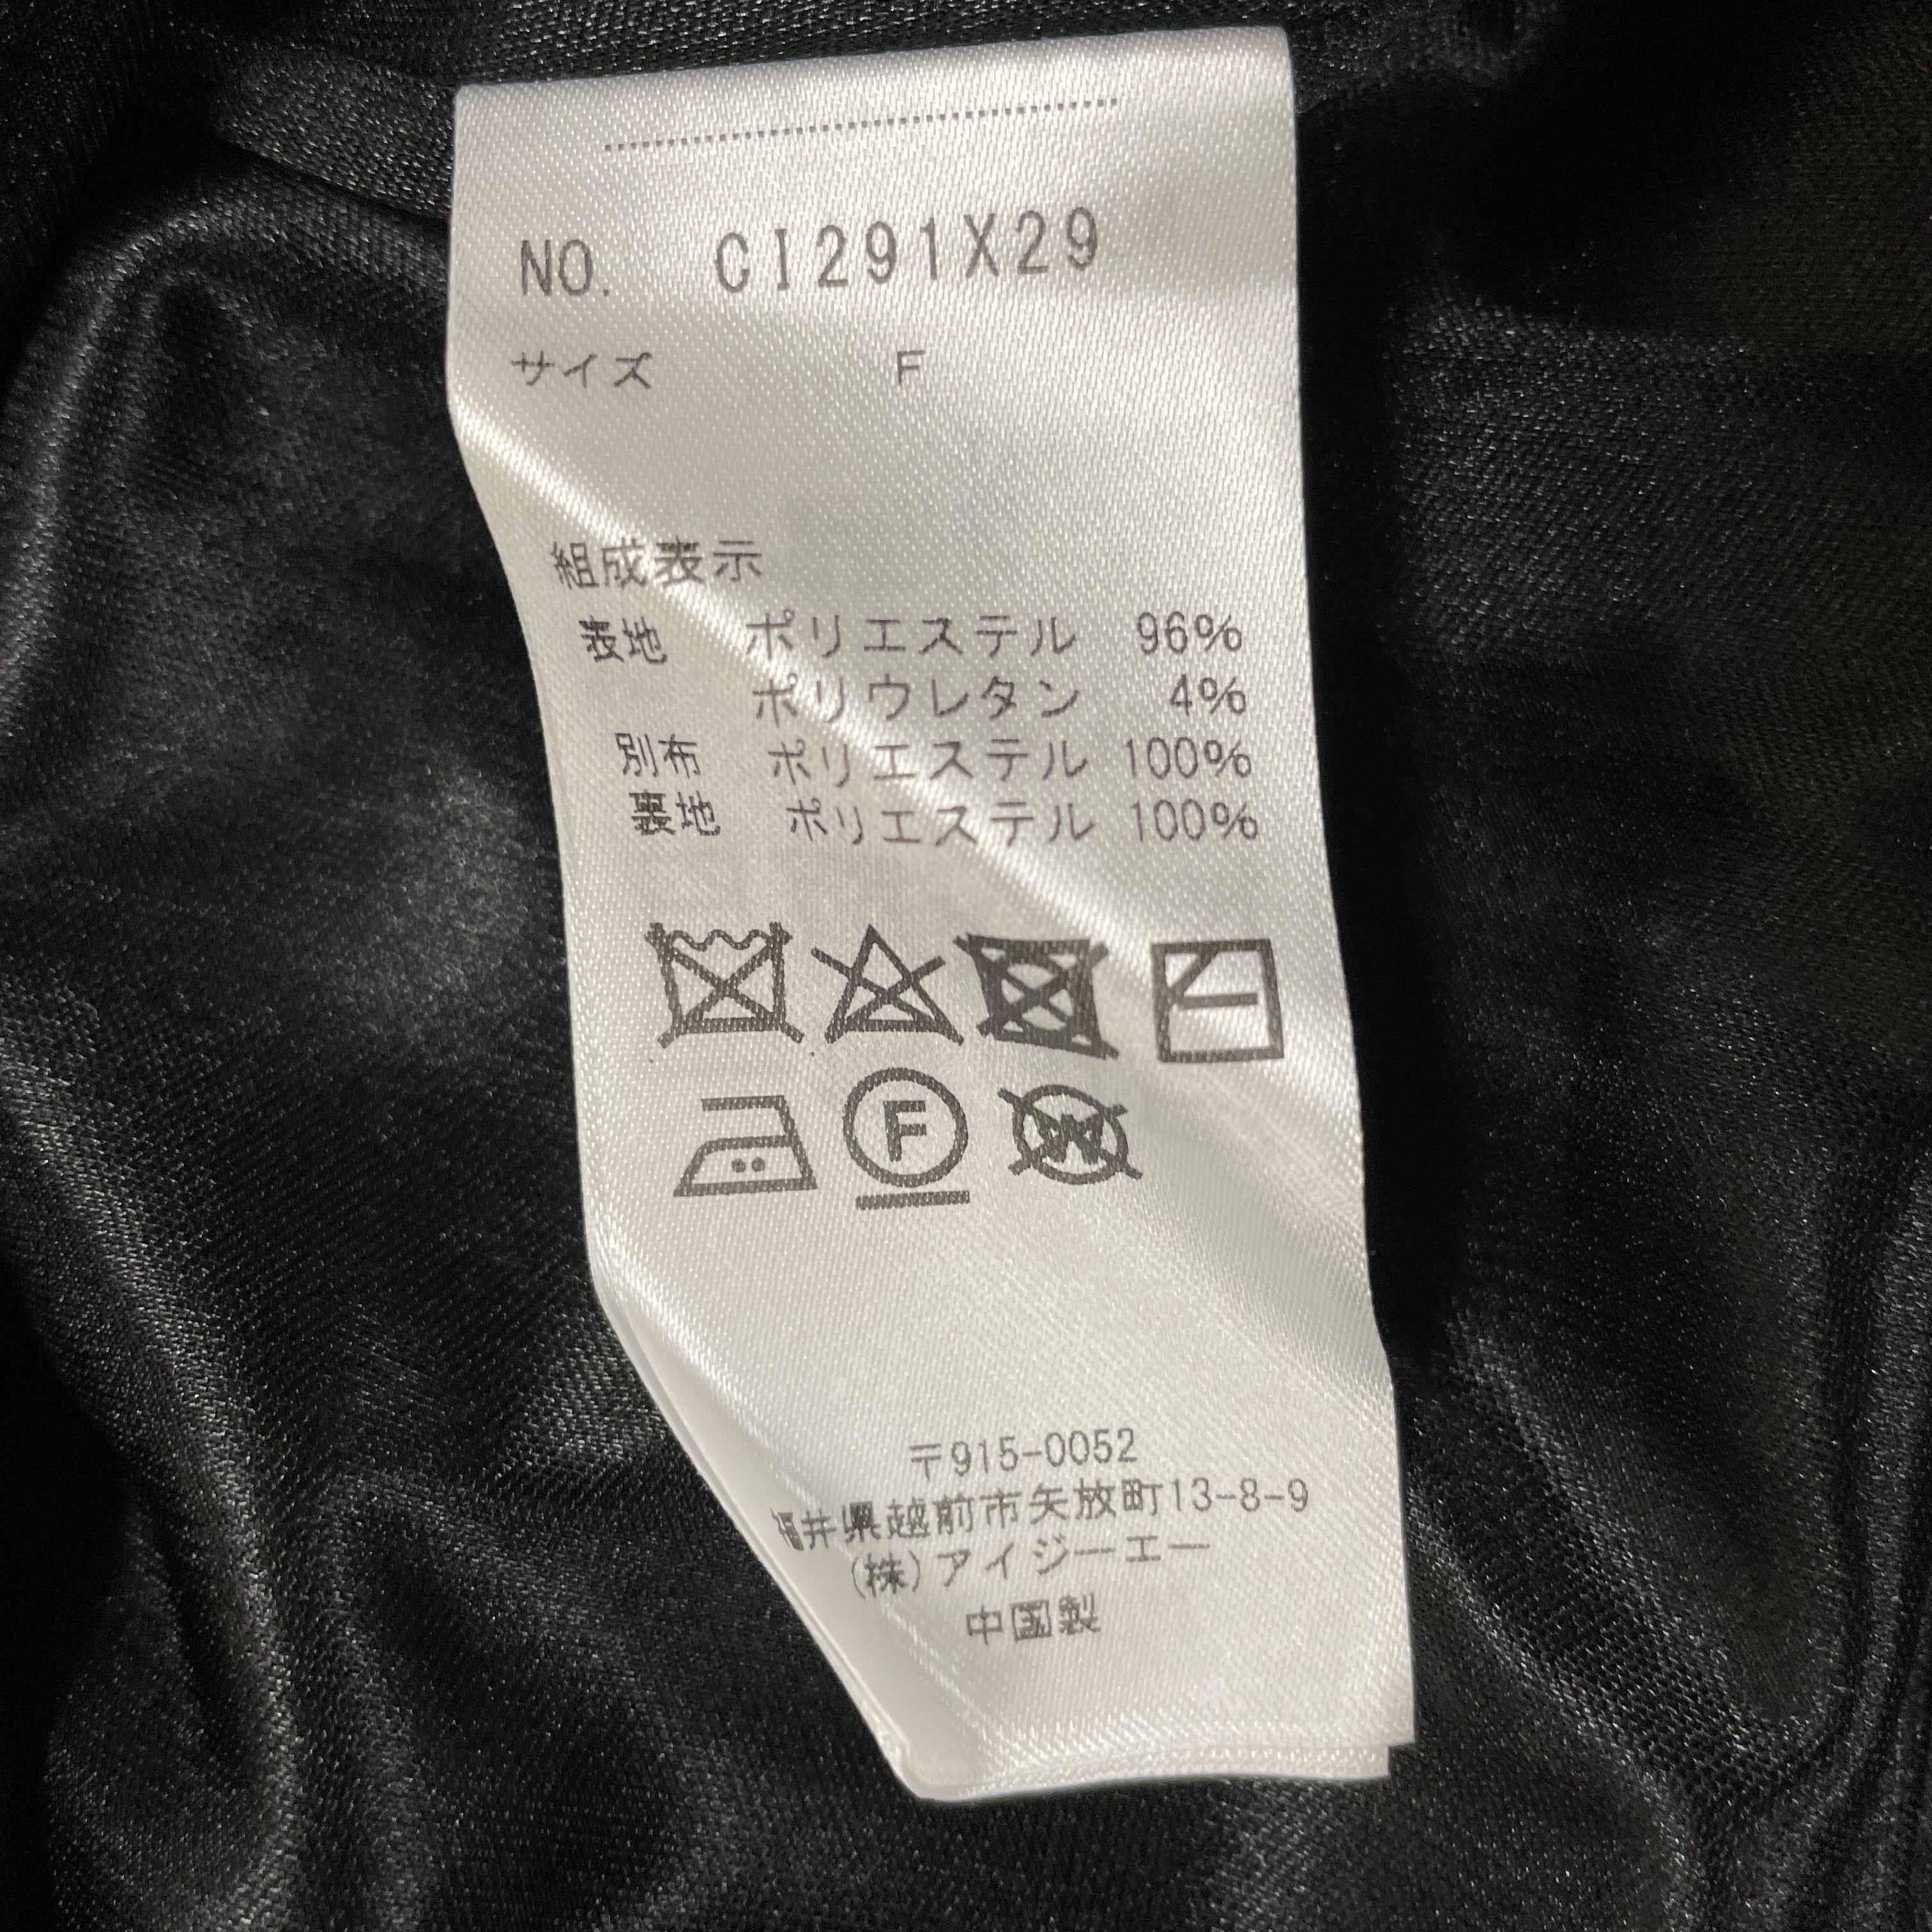 NO. CI291X29
サイズ F
組成表示
表地 ポリエステル 96%
ポリウレタン 4%
別布 ポリエステル 100%
裏地 ポリエステル 100%
F
W
〒915-0052
福井県越前市矢放町13-8-9
(株)アイジーエー
中国製